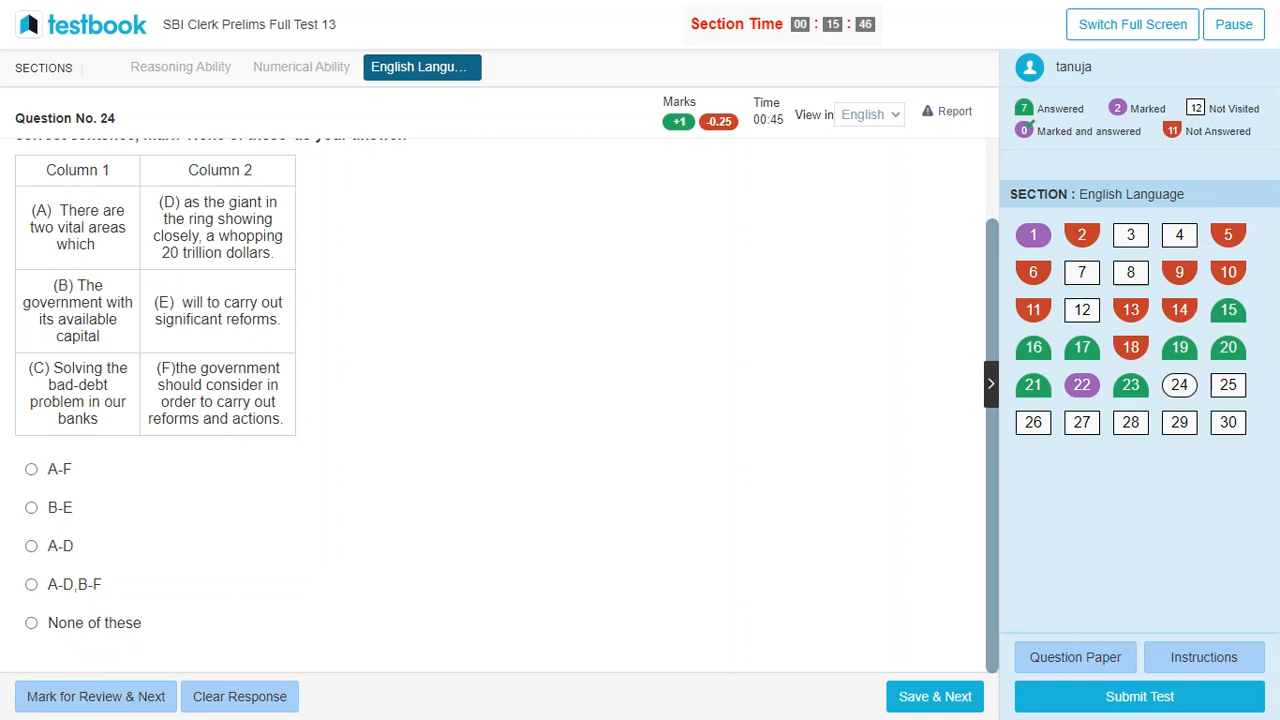 testbook
SBI Clerk Prelims Full Test 13
Section Time 00 : 15 : 46
Switch Full Screen
Pause
SECTIONS
Reasoning Ability
Numerical Ability
English Langu...
tanuja
Question No. 24
Marks
+1
-0.25
Time
00:45
View in
English
Report
7 Answered
2 Marked
12 Not Visited
0 Marked and answered
11 Not Answered
SECTION : English Language
Column 1
Column 2
(A) There are
two vital areas
which
(D) as the giant in
the ring showing
closely, a whopping
20 trillion dollars.
(B) The
government with
its available
capital
(E) will to carry out
significant reforms.
(C) Solving the
bad-debt
problem in our
banks
(F)the government
should consider in
order to carry out
reforms and actions.
A-F
B-E
A-D
A-D,B-F
None of these
1 2 3 4 5
6 7 8 9 10
11 12 13 14 15
16 17 18 19 20
21 22 23 24 25
26 27 28 29 30
Mark for Review & Next
Clear Response
Save & Next
Question Paper
Instructions
Submit Test